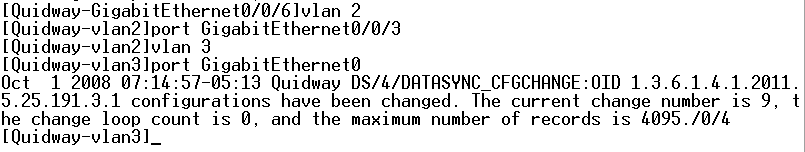 [Quidway-GigabitEthernet0/0/6]vlan 2
[Quidway-vlan2]port GigabitEthernet0/0/3
[Quidway-vlan2]vlan 3
[Quidway-vlan3]port GigabitEthernet0
Oct  1 2008 07:14:57-05:13 Quidway DS/4/DATASYNC_CFGCHANGE:OID 1.3.6.1.4.1.2011.
5.25.191.3.1 configurations have been changed. The current change number is 9, t
he change loop count is 0, and the maximum number of records is 4095./0/4
[Quidway-vlan3]_